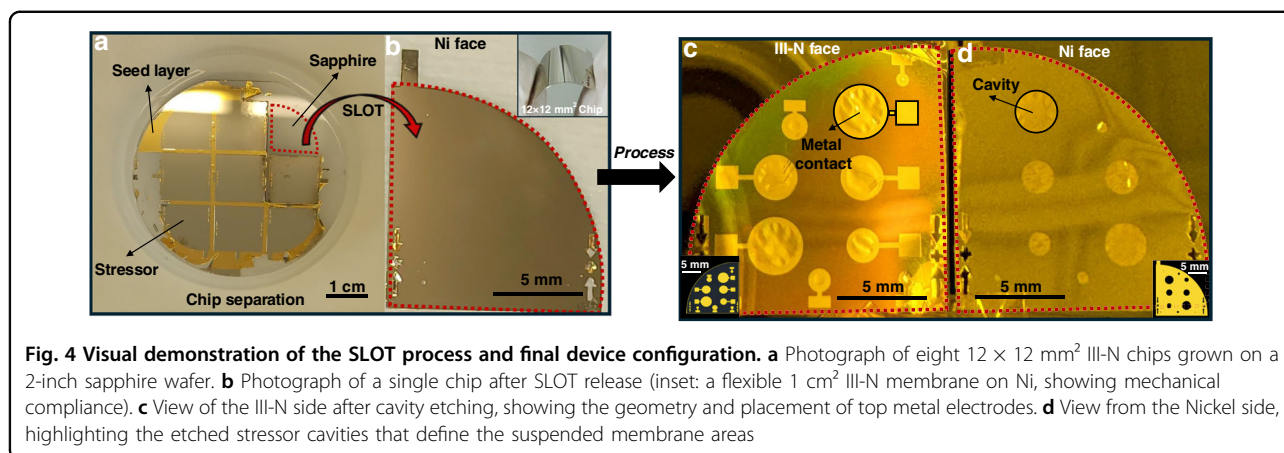 a
Seed layer
Sapphire
SLOT
Stressor
Chip separation
1 cm
b
Ni face
12×12 mm² Chip
5 mm
Process
c
III-N face
Metal
contact
5 mm
5 mm
d
Ni face
Cavity
5 mm
5 mm
Fig. 4 Visual demonstration of the SLOT process and final device configuration. a Photograph of eight 12 × 12 mm² III-N chips grown on a
2-inch sapphire wafer. b Photograph of a single chip after SLOT release (inset: a flexible 1 cm² III-N membrane on Ni, showing mechanical
compliance). c View of the III-N side after cavity etching, showing the geometry and placement of top metal electrodes. d View from the Nickel side,
highlighting the etched stressor cavities that define the suspended membrane areas